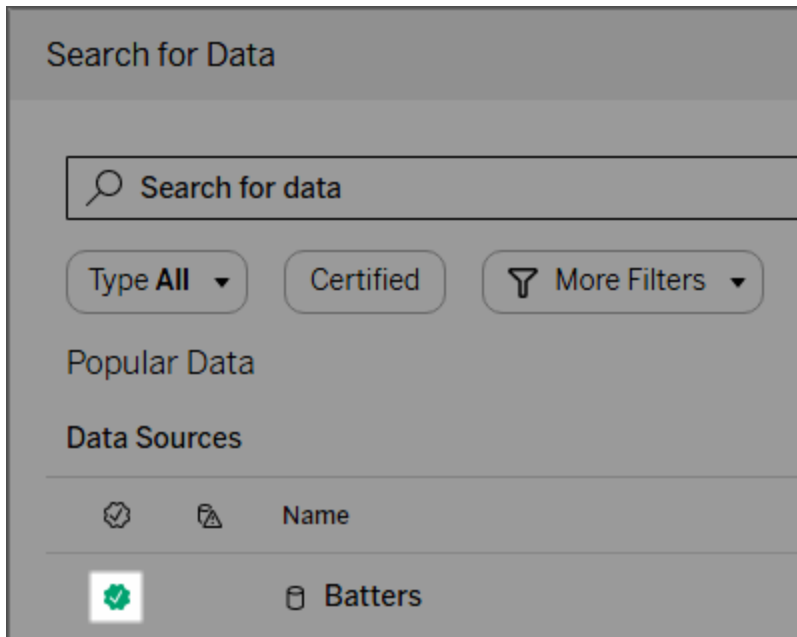 Search for Data
Search for data
Type All
Certified
More Filters
Popular Data
Data Sources
Name
Batters